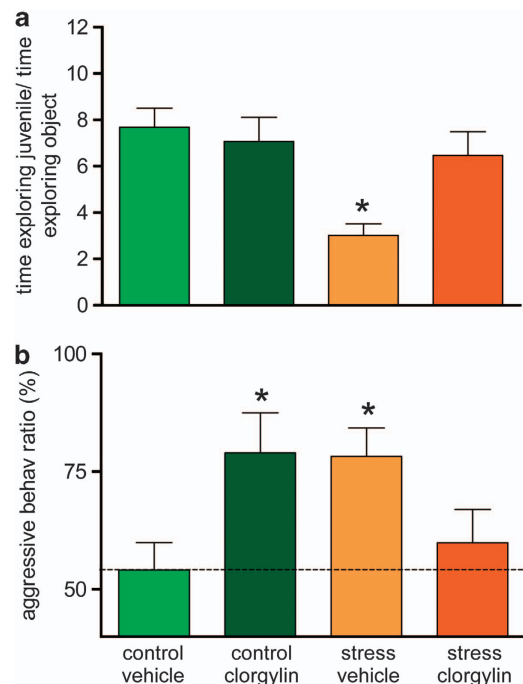 a
time exploring juvenile/ time
exploring object
12
10
8
6
4
2
0
*
b
aggressive behav ratio (%)
100
75
50
*
*
control
vehicle
control
clorgylin
stress
vehicle
stress
clorgylin